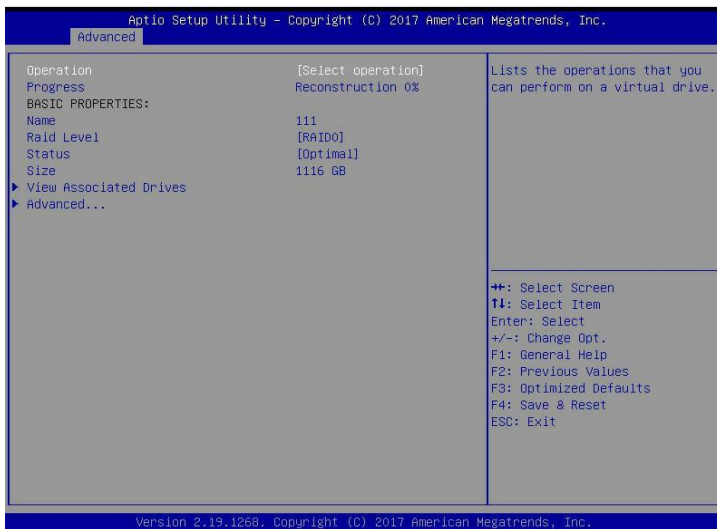 Aptio Setup Utility – Copyright (C) 2017 American Megatrends, Inc.
Advanced
Operation [Select operation]
Progress Reconstruction 0%
BASIC PROPERTIES:
Name 111
Raid Level [RAID0]
Status [Optimal]
Size 1116 GB
View Associated Drives
Advanced...
Lists the operations that you
can perform on a virtual drive.
→←: Select Screen
↑↓: Select Item
Enter: Select
+/-: Change Opt.
F1: General Help
F2: Previous Values
F3: Optimized Defaults
F4: Save & Reset
ESC: Exit
Version 2.19.1268. Copyright (C) 2017 American Megatrends, Inc.